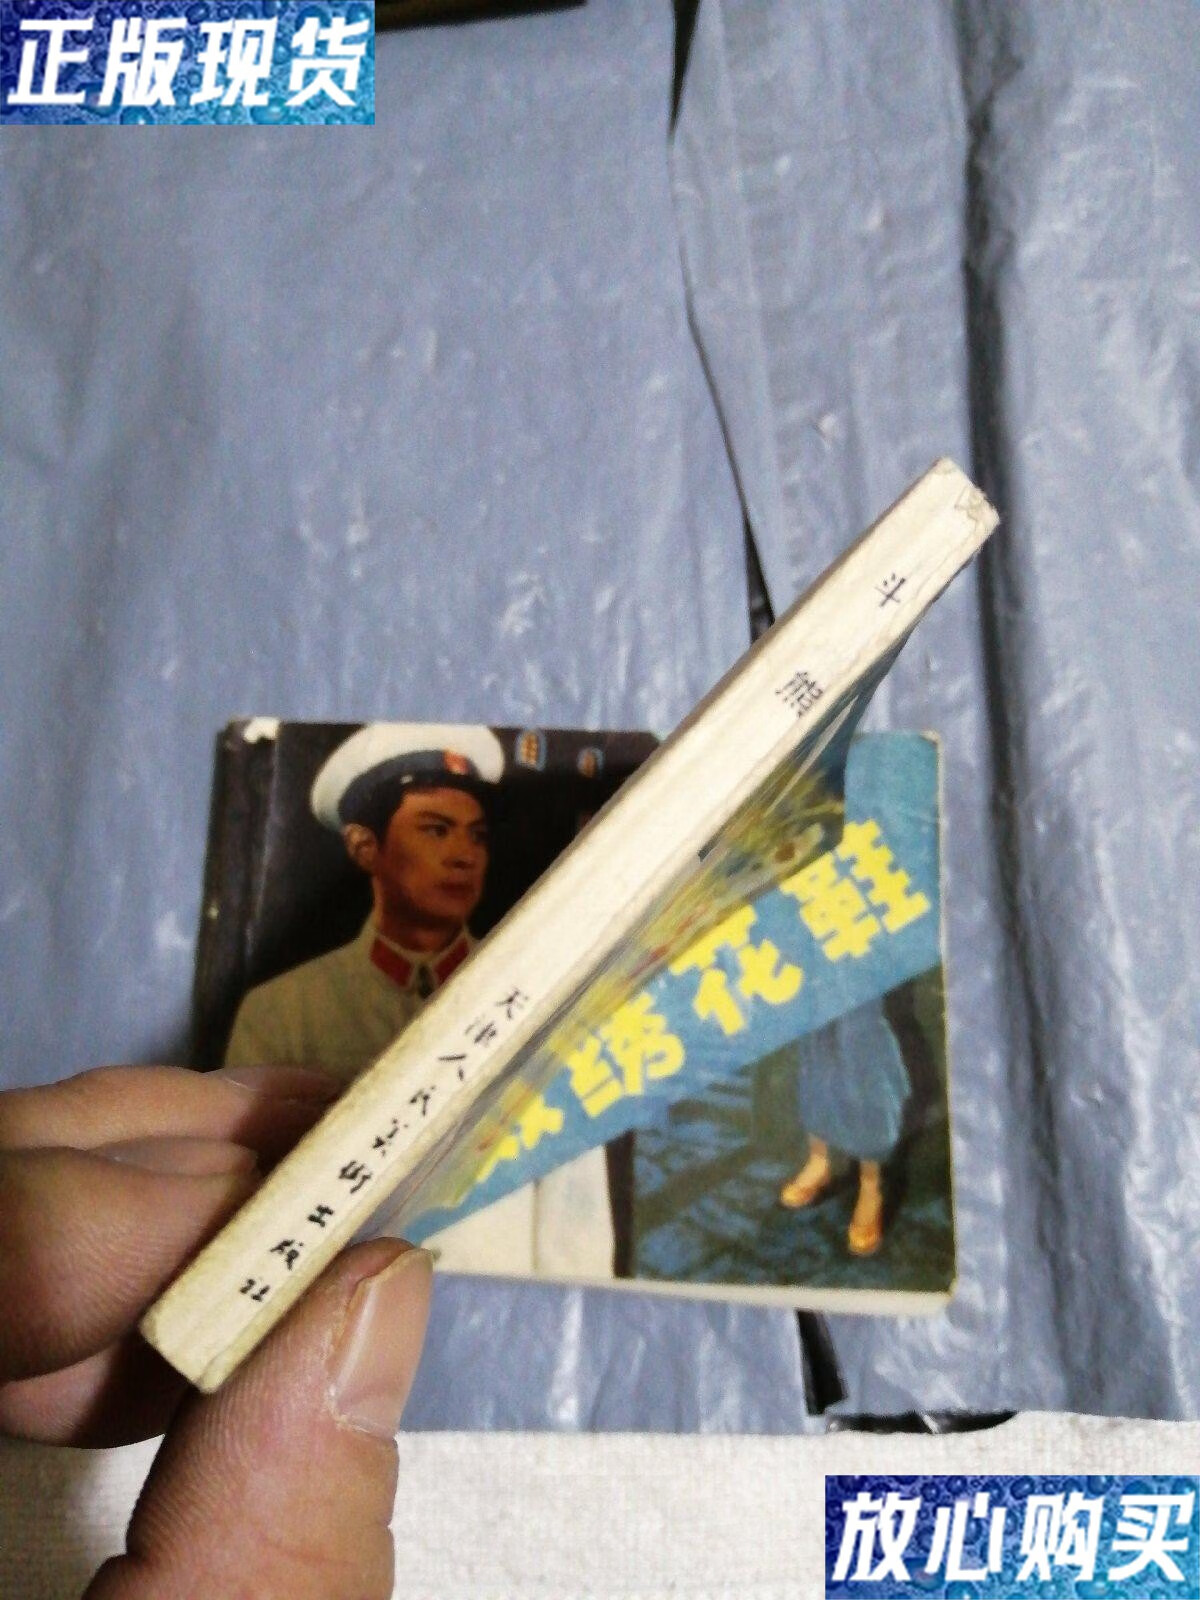 正版现货
斗熊
天津人民美術出版社
绣花鞋
放心购买